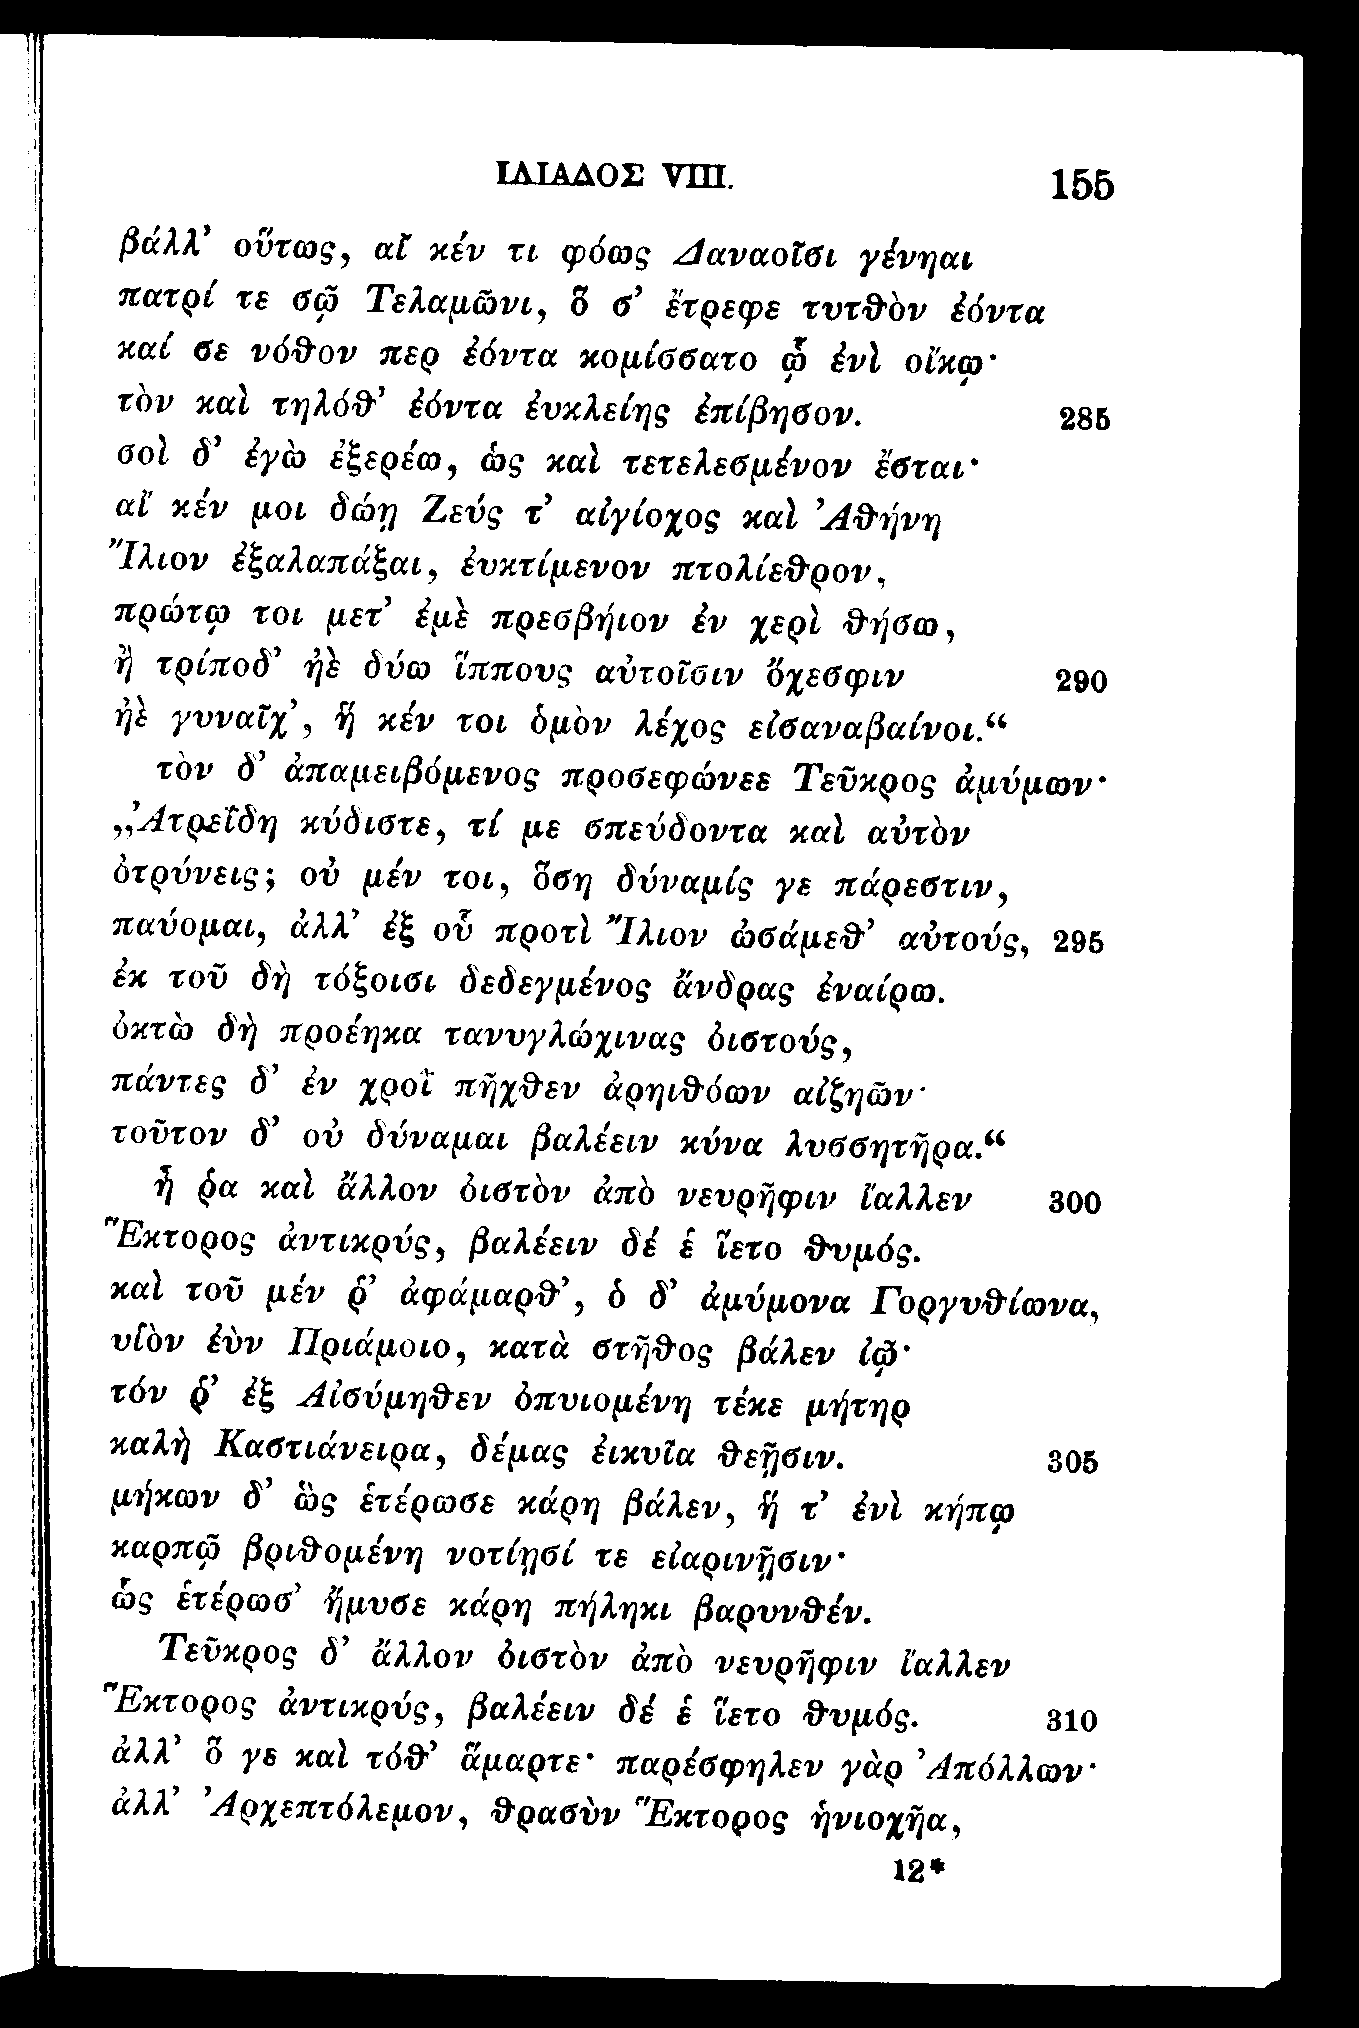 ΙΛΙΑΔΟΣ VIII. 155
βάλλ’ οὕτως, αἴ κέν τι φόως Δαναοῖσι γένηαι
πατρί τε σῷ Τελαμῶνι, ὅ σ’ ἔτρεφε τυτθὸν ἐόντα
καί σε νόθον περ ἐόντα κομίσσατο ᾧ ἐνὶ οἴκῳ·
τὸν καὶ τηλόθ’ ἐόντα ἐυκλείης ἐπίβησον. 285
σοὶ δ’ ἐγὼ ἐξερέω, ὡς καὶ τετελεσμένον ἔσται·
αἴ κέν μοι δώῃ Ζεύς τ’ αἰγίοχος καὶ Ἀθήνη
Ἴλιον ἐξαλαπάξαι, ἐυκτίμενον πτολίεθρον,
πρώτῳ τοι μετ’ ἐμὲ πρεσβήιον ἐν χερὶ θήσω,
ἢ τρίποδ’ ἠὲ δύω ἵππους αὐτοῖσιν ὄχεσφιν 290
ἠὲ γυναῖχ’, ἥ κέν τοι ὁμὸν λέχος εἰσαναβαίνοι.“
τὸν δ’ ἀπαμειβόμενος προσεφώνεε Τεῦκρος ἀμύμων·
„Ἀτρεΐδη κύδιστε, τί με σπεύδοντα καὶ αὐτὸν
ὀτρύνεις; οὐ μέν τοι, ὅση δύναμίς γε πάρεστιν,
παύομαι, ἀλλ’ ἐξ οὗ προτὶ Ἴλιον ὠσάμεθ’ αὐτούς, 295
ἐκ τοῦ δὴ τόξοισι δεδεγμένος ἄνδρας ἐναίρω.
ὀκτὼ δὴ προέηκα τανυγλώχινας ὀιστούς,
πάντες δ’ ἐν χροῒ πῆχθεν ἀρηιθόων αἰζηῶν·
τοῦτον δ’ οὐ δύναμαι βαλέειν κύνα λυσσητῆρα.“
ἦ ῥα καὶ ἄλλον ὀιστὸν ἀπὸ νευρῆφιν ἴαλλεν 300
Ἕκτορος ἀντικρύς, βαλέειν δέ ἑ ἵετο θυμός.
καὶ τοῦ μέν ῥ’ ἀφάμαρθ’, ὁ δ’ ἀμύμονα Γοργυθίωνα,
υἱὸν ἐὺν Πριάμοιο, κατὰ στῆθος βάλεν ἰῷ·
τόν ῥ’ ἐξ Αἰσύμηθεν ὀπυιομένη τέκε μήτηρ
καλὴ Καστιάνειρα, δέμας ἐικυῖα θεῇσιν. 305
μήκων δ’ ὣς ἑτέρωσε κάρη βάλεν, ἥ τ’ ἐνὶ κήπῳ
καρπῷ βριθομένη νοτίῃσί τε εἰαρινῇσιν·
ὣς ἑτέρωσ’ ἤμυσε κάρη πήληκι βαρυνθέν.
Τεῦκρος δ’ ἄλλον ὀιστὸν ἀπὸ νευρῆφιν ἴαλλεν
Ἕκτορος ἀντικρύς, βαλέειν δέ ἑ ἵετο θυμός. 310
ἀλλ’ ὅ γε καὶ τόθ’ ἅμαρτε· παρέσφηλεν γὰρ Ἀπόλλων·
ἀλλ’ Ἀρχεπτόλεμον, θρασὺν Ἕκτορος ἡνιοχῆα,
12*